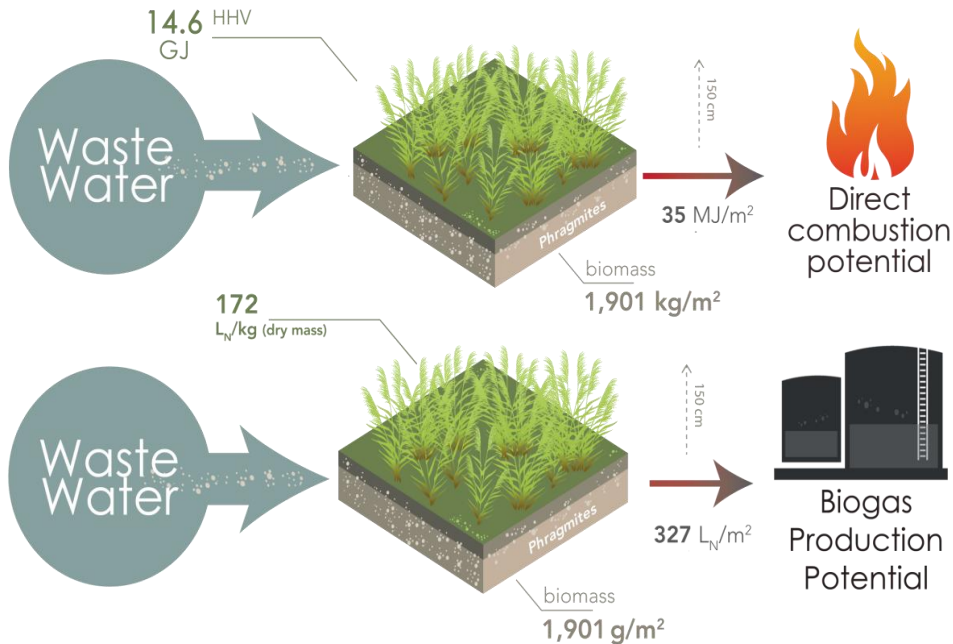 14.6 HHV
GJ
Waste
Water
150 cm
Phragmites
35 MJ/m²
biomass
1,901 kg/m²
Direct
combustion
potential
172
L_N/kg (dry mass)
Waste
Water
150 cm
Phragmites
327 L_N/m²
biomass
1,901 g/m²
Biogas
Production
Potential